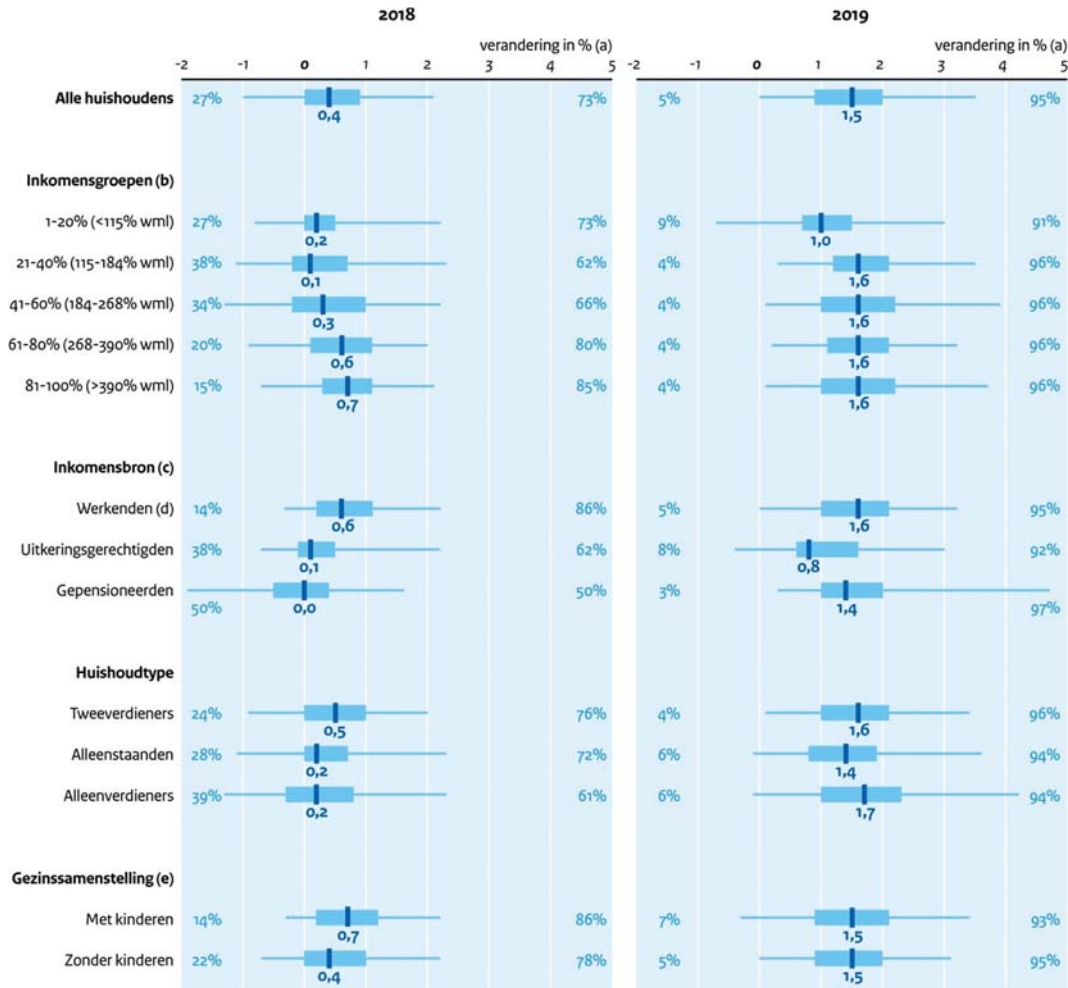 2018 2019
verandering in % (a) verandering in % (a)
-2 -1 0 1 2 3 4 5 -2 -1 0 1 2 3 4 5
Alle huishoudens 27% 73% 5% 95%
0,4 1,5
Inkomensgroepen (b)
1-20% (<115% wml) 27% 73% 9% 91%
0,2 1,0
21-40% (115-184% wml) 38% 62% 4% 96%
0,1 1,6
41-60% (184-268% wml) 34% 66% 4% 96%
0,3 1,6
61-80% (268-390% wml) 20% 80% 4% 96%
0,6 1,6
81-100% (>390% wml) 15% 85% 4% 96%
0,7 1,6
Inkomensbron (c)
Werkenden (d) 14% 86% 5% 95%
0,6 1,6
Uitkeringsgerechtigden 38% 62% 8% 92%
0,1 0,8
Gepensioneerden 50% 3%
50% 0,0 1,4 97%
Huishoudtype
Tweeverdieners 24% 76% 4% 96%
0,5 1,6
Alleenstaanden 28% 72% 6% 94%
0,2 1,4
Alleenverdieners 39% 61% 6% 94%
0,2 1,7
Gezinssamenstelling (e)
Met kinderen 14% 86% 7% 93%
0,7 1,5
Zonder kinderen 22% 78% 5% 95%
0,4 1,5